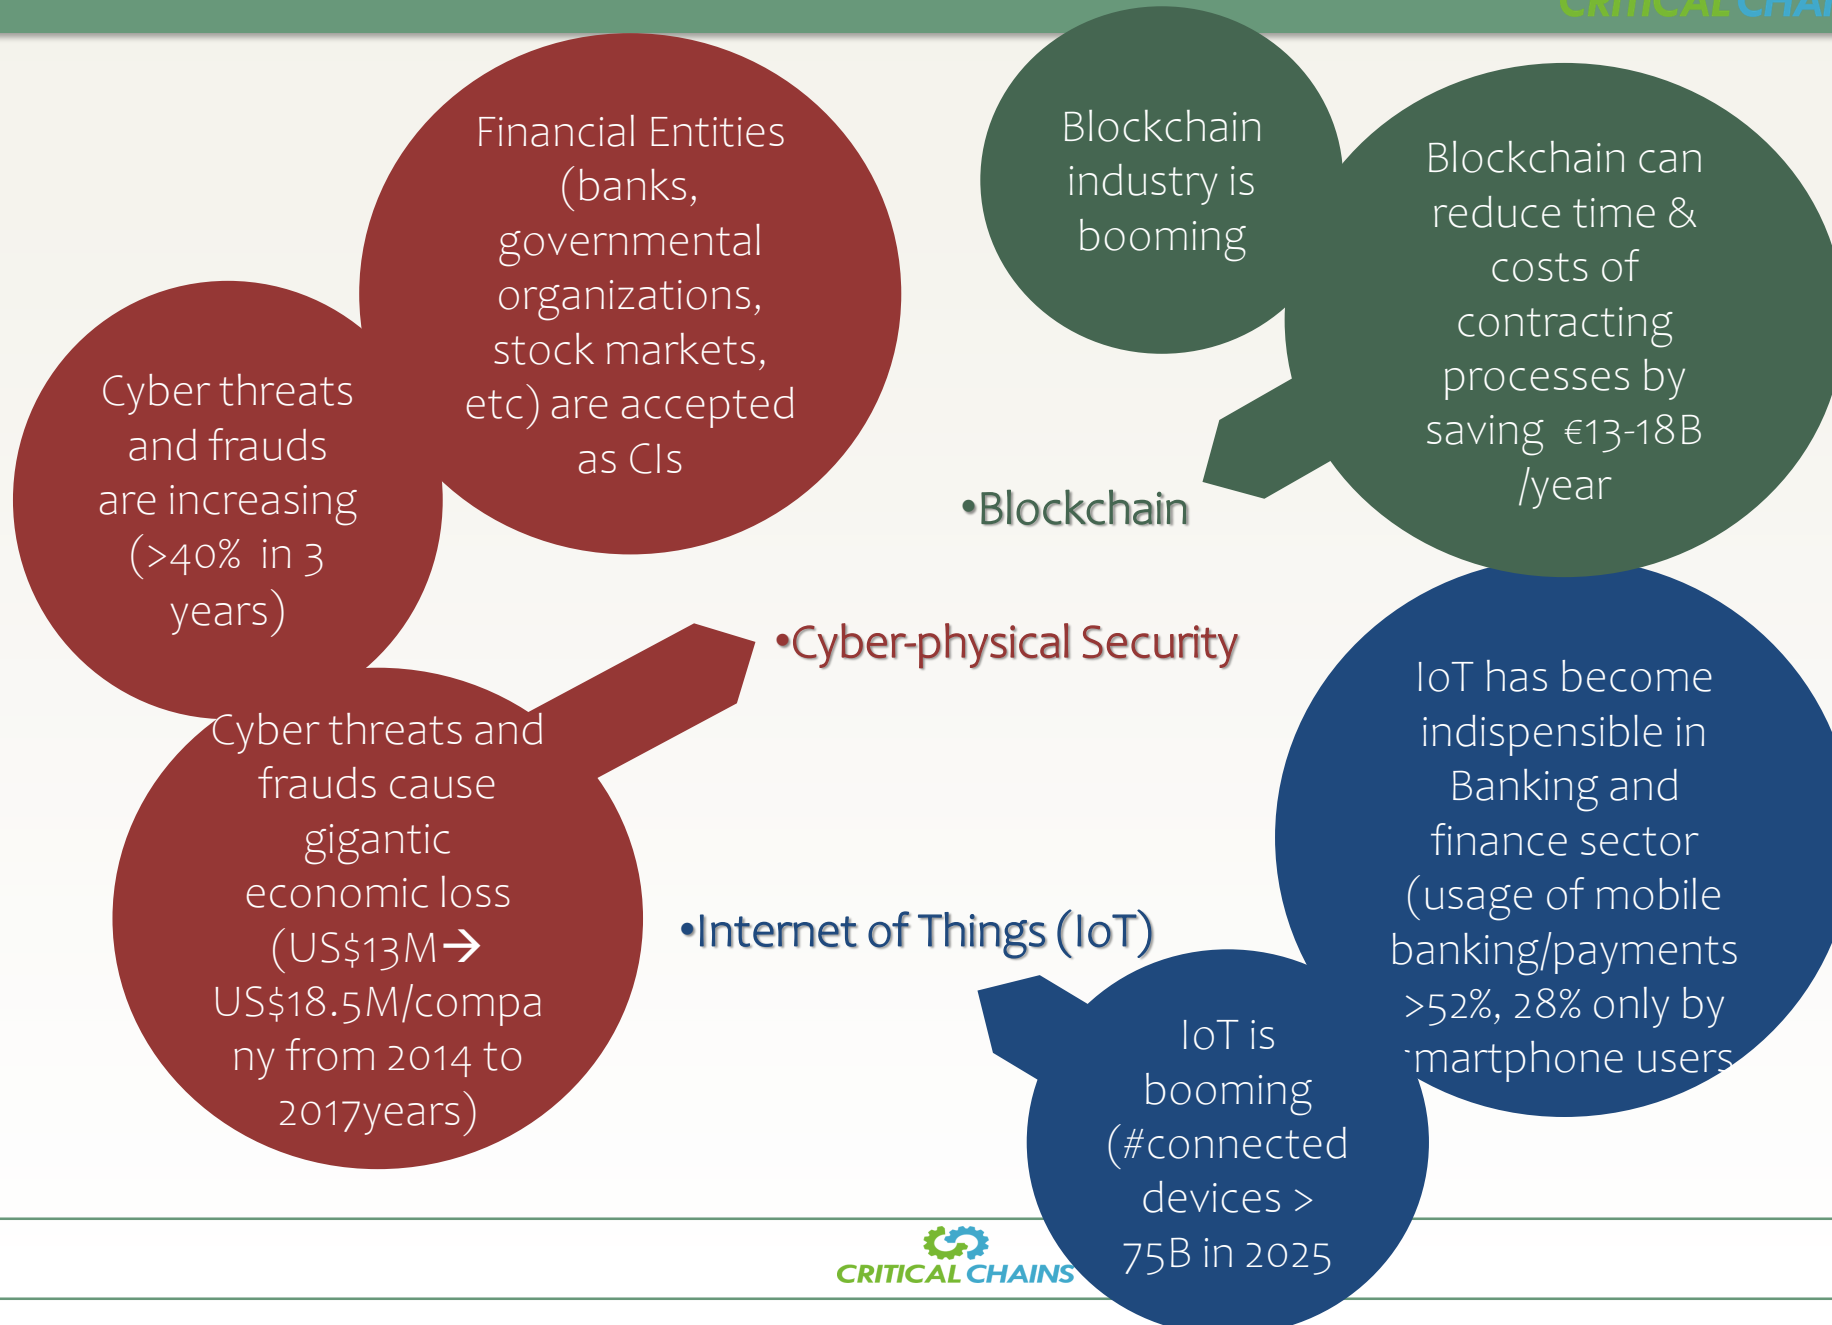 CRITICAL CHAINS
Financial Entities
(banks,
governmental
organizations,
stock markets,
etc) are accepted
as CIs
Cyber threats
and frauds
are increasing
(>40% in 3
years)
Cyber threats and
frauds cause
gigantic
economic loss
(US$13M→
US$18.5M/compa
ny from 2014 to
2017years)
Blockchain
industry is
booming
Blockchain can
reduce time &
costs of
contracting
processes by
saving €13-18B
/year
•Blockchain
•Cyber-physical Security
•Internet of Things (IoT)
IoT has become
indispensible in
Banking and
finance sector
(usage of mobile
banking/payments
>52%, 28% only by
smartphone users
IoT is
booming
(#connected
devices >
75B in 2025
CRITICAL CHAINS